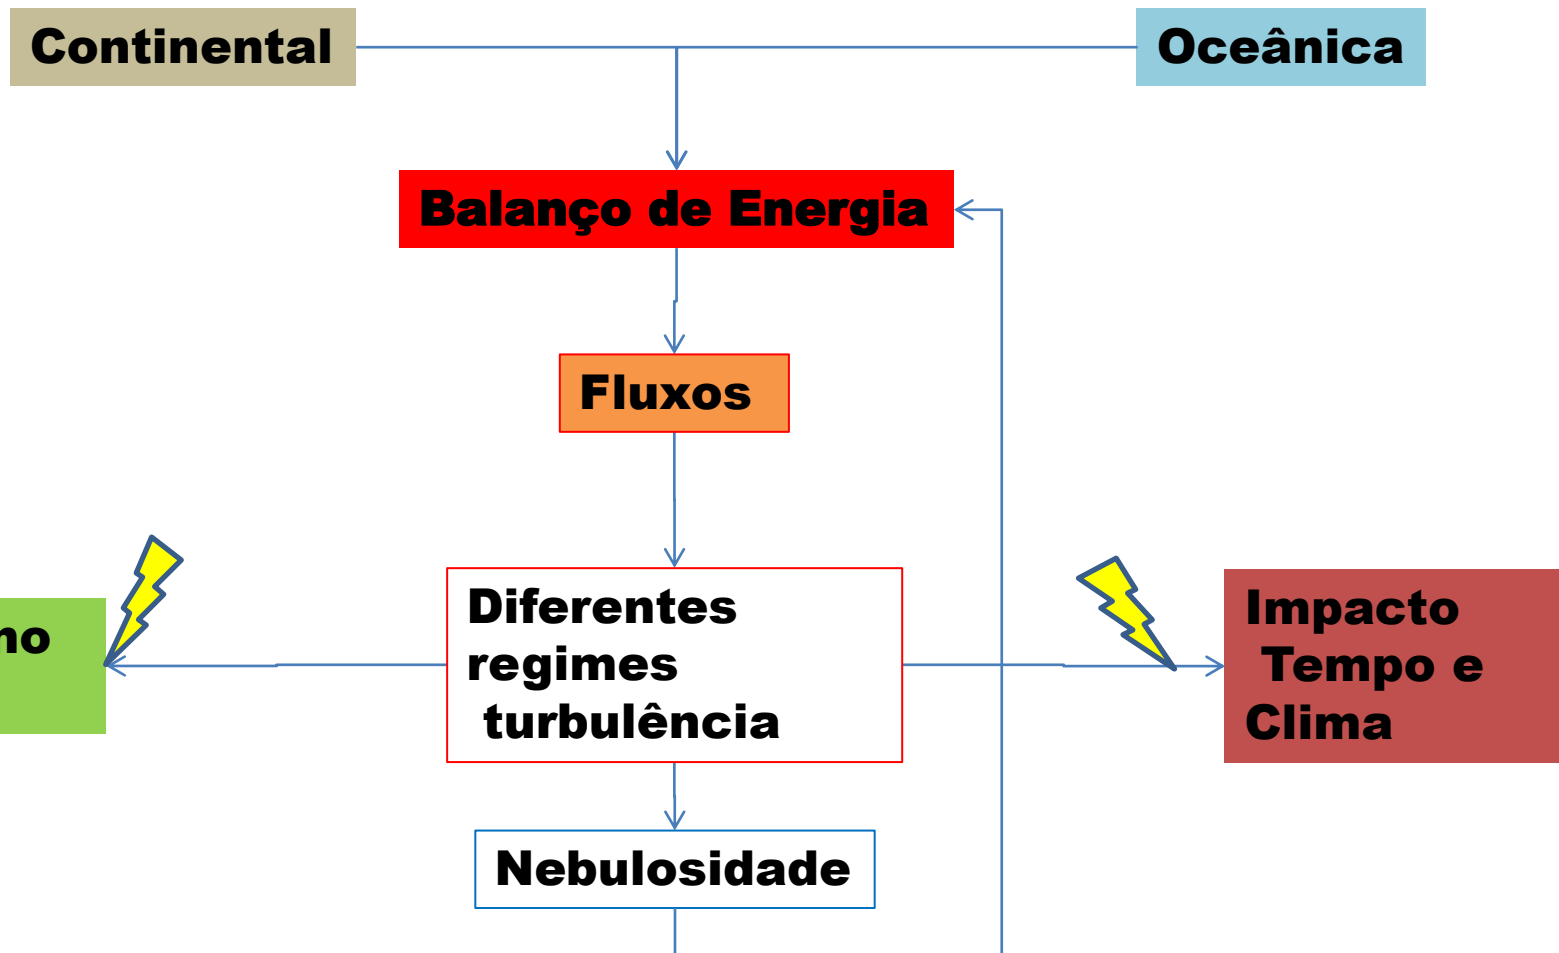 Continental
Oceânica
Balanço de Energia
Fluxos
Diferentes
regimes
turbulência
Impacto
Tempo e
Clima
Nebulosidade